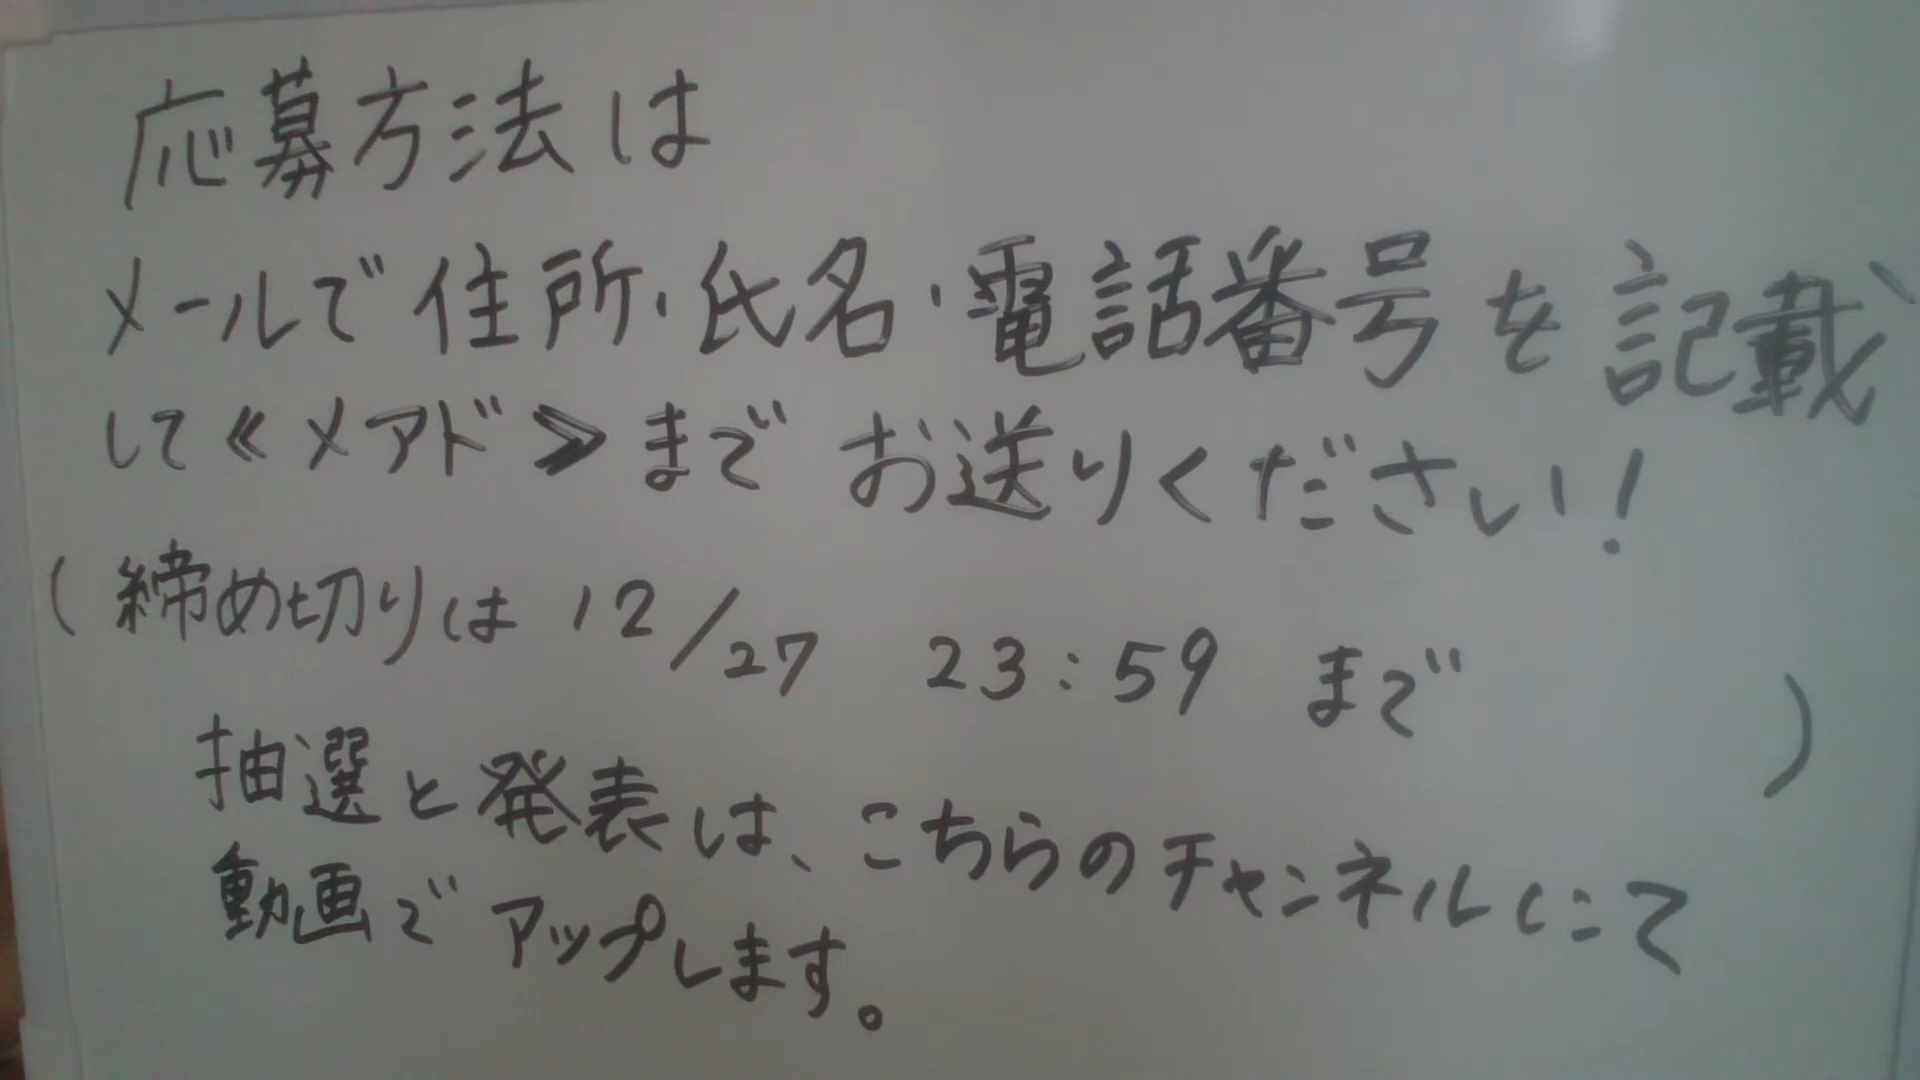 応募方法は
メールで住所・氏名・電話番号を記載
して≪メアド≫までお送りください!
(締め切りは 12/27 23:59 まで )
抽選と発表は、こちらのチャンネルにて
動画でアップします。